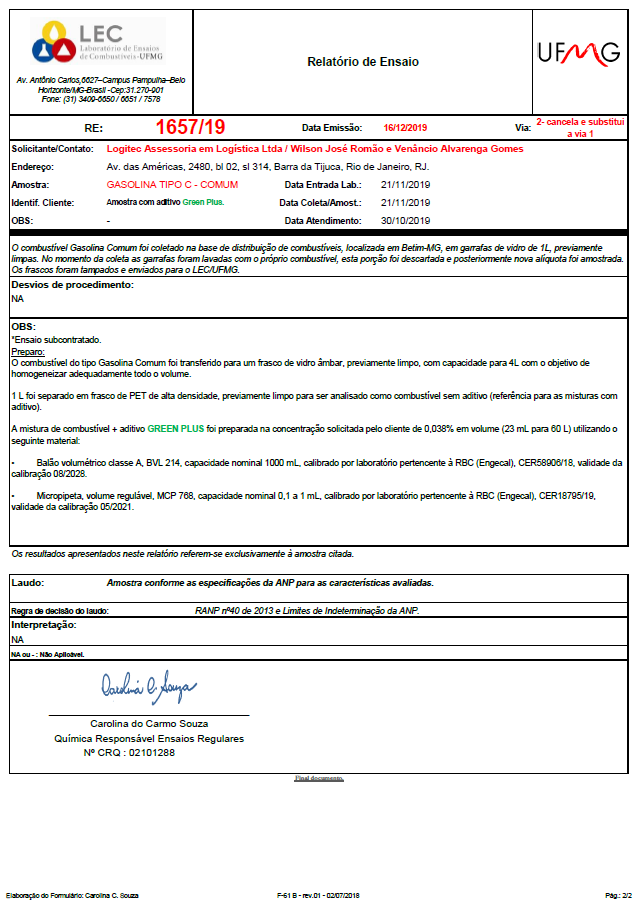 LEC
Laboratório de Ensaios
de Combustíveis-UFMG
Av. Antônio Carlos,6627–Campus Pampulha–Belo
Horizonte/MG-Brasil -Cep:31.270-901
Fone: (31) 3409-6650 / 6651 / 7578
Relatório de Ensaio
UFMG
RE: 1657/19 Data Emissão: 16/12/2019 Via: 2- cancela e substitui
a via 1
Solicitante/Contato: Logitec Assessoria em Logística Ltda / Wilson José Romão e Venâncio Alvarenga Gomes
Endereço: Av. das Américas, 2480, bl 02, sl 314, Barra da Tijuca, Rio de Janeiro, RJ.
Amostra: GASOLINA TIPO C - COMUM Data Entrada Lab.: 21/11/2019
Identif. Cliente: Amostra com aditivo Green Plus. Data Coleta/Amost.: 21/11/2019
OBS: - Data Atendimento: 30/10/2019
O combustível Gasolina Comum foi coletado na base de distribuição de combustíveis, localizada em Betim-MG, em garrafas de vidro de 1L, previamente
limpas. No momento da coleta as garrafas foram lavadas com o próprio combustível, esta porção foi descartada e posteriormente nova alíquota foi amostrada.
Os frascos foram tampados e enviados para o LEC/UFMG.
Desvios de procedimento:
NA
OBS:
*Ensaio subcontratado.
Preparo:
O combustível do tipo Gasolina Comum foi transferido para um frasco de vidro âmbar, previamente limpo, com capacidade para 4L com o objetivo de
homogeneizar adequadamente todo o volume.
1 L foi separado em frasco de PET de alta densidade, previamente limpo para ser analisado como combustível sem aditivo (referência para as misturas com
aditivo).
A mistura de combustível + aditivo GREEN PLUS foi preparada na concentração solicitada pelo cliente de 0,038% em volume (23 mL para 60 L) utilizando o
seguinte material:
· Balão volumétrico classe A, BVL 214, capacidade nominal 1000 mL, calibrado por laboratório pertencente à RBC (Engecal), CER58906/18, validade da
calibração 08/2028.
· Micropipeta, volume regulável, MCP 768, capacidade nominal 0,1 a 1 mL, calibrado por laboratório pertencente à RBC (Engecal), CER18795/19,
validade da calibração 05/2021.
Os resultados apresentados neste relatório referem-se exclusivamente à amostra citada.
Laudo: Amostra conforme as especificações da ANP para as características avaliadas.
Regra de decisão do laudo: RANP nº40 de 2013 e Limites de Indeterminação da ANP.
Interpretação:
NA
NA ou - : Não Aplicável.
Carolina C. Souza
Carolina do Carmo Souza
Química Responsável Ensaios Regulares
Nº CRQ : 02101288
Final documento.
Elaboração do Formulário: Carolina C. Souza F-61 B - rev.01 - 02/07/2018 Pág.: 2/2